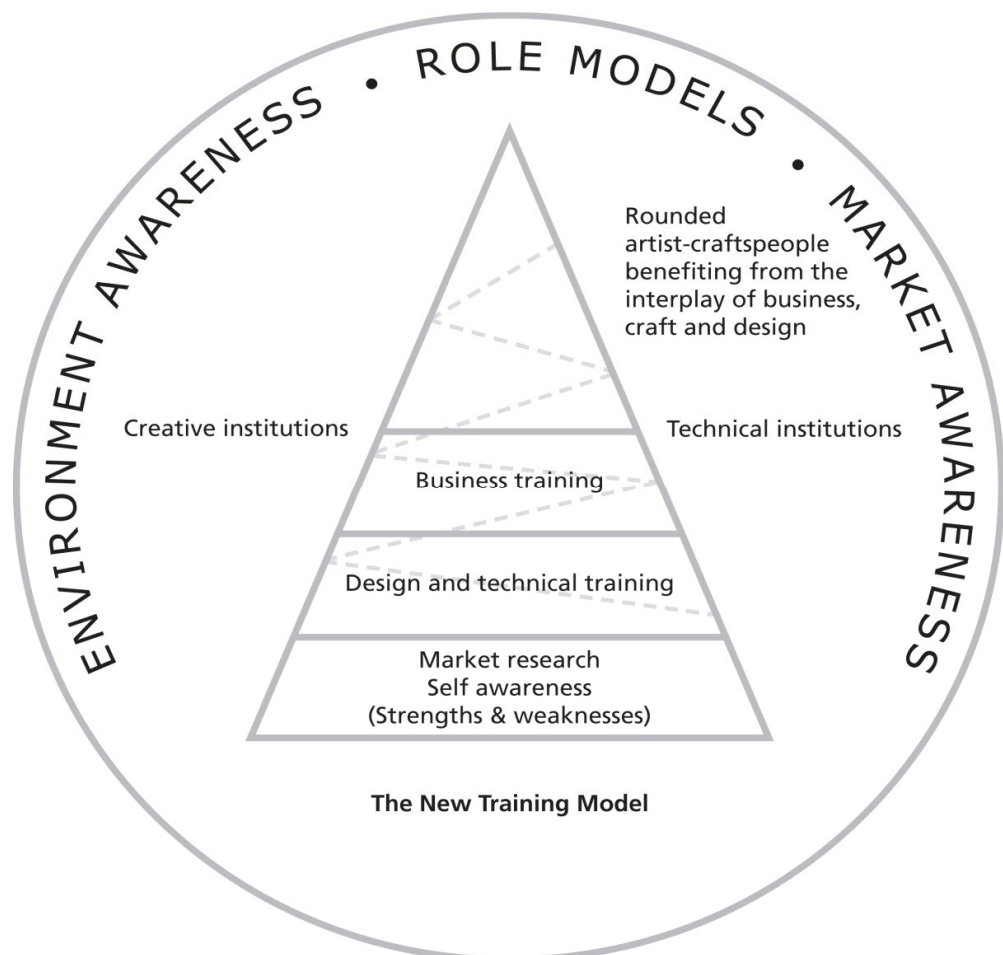 ENVIRONMENT AWARENESS • ROLE MODELS • MARKET AWARENESS
Rounded
artist-craftspeople
benefiting from the
interplay of business,
craft and design
Creative institutions
Technical institutions
Business training
Design and technical training
Market research
Self awareness
(Strengths & weaknesses)
The New Training Model